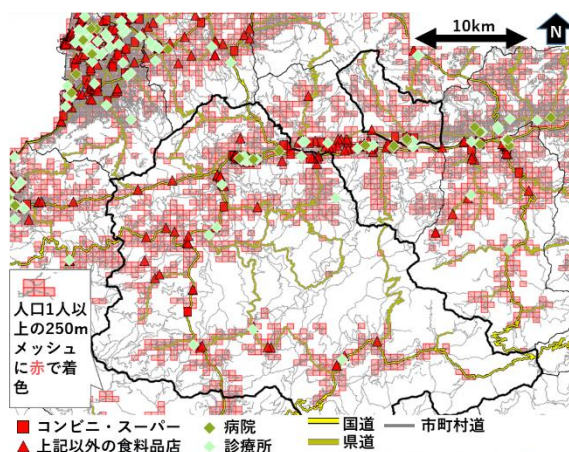 10km
N
人口1人以
上の250m
メッシュ
に赤で着
色
コンビニ・スーパー
病院
国道
市町村道
上記以外の食料品店
診療所
県道